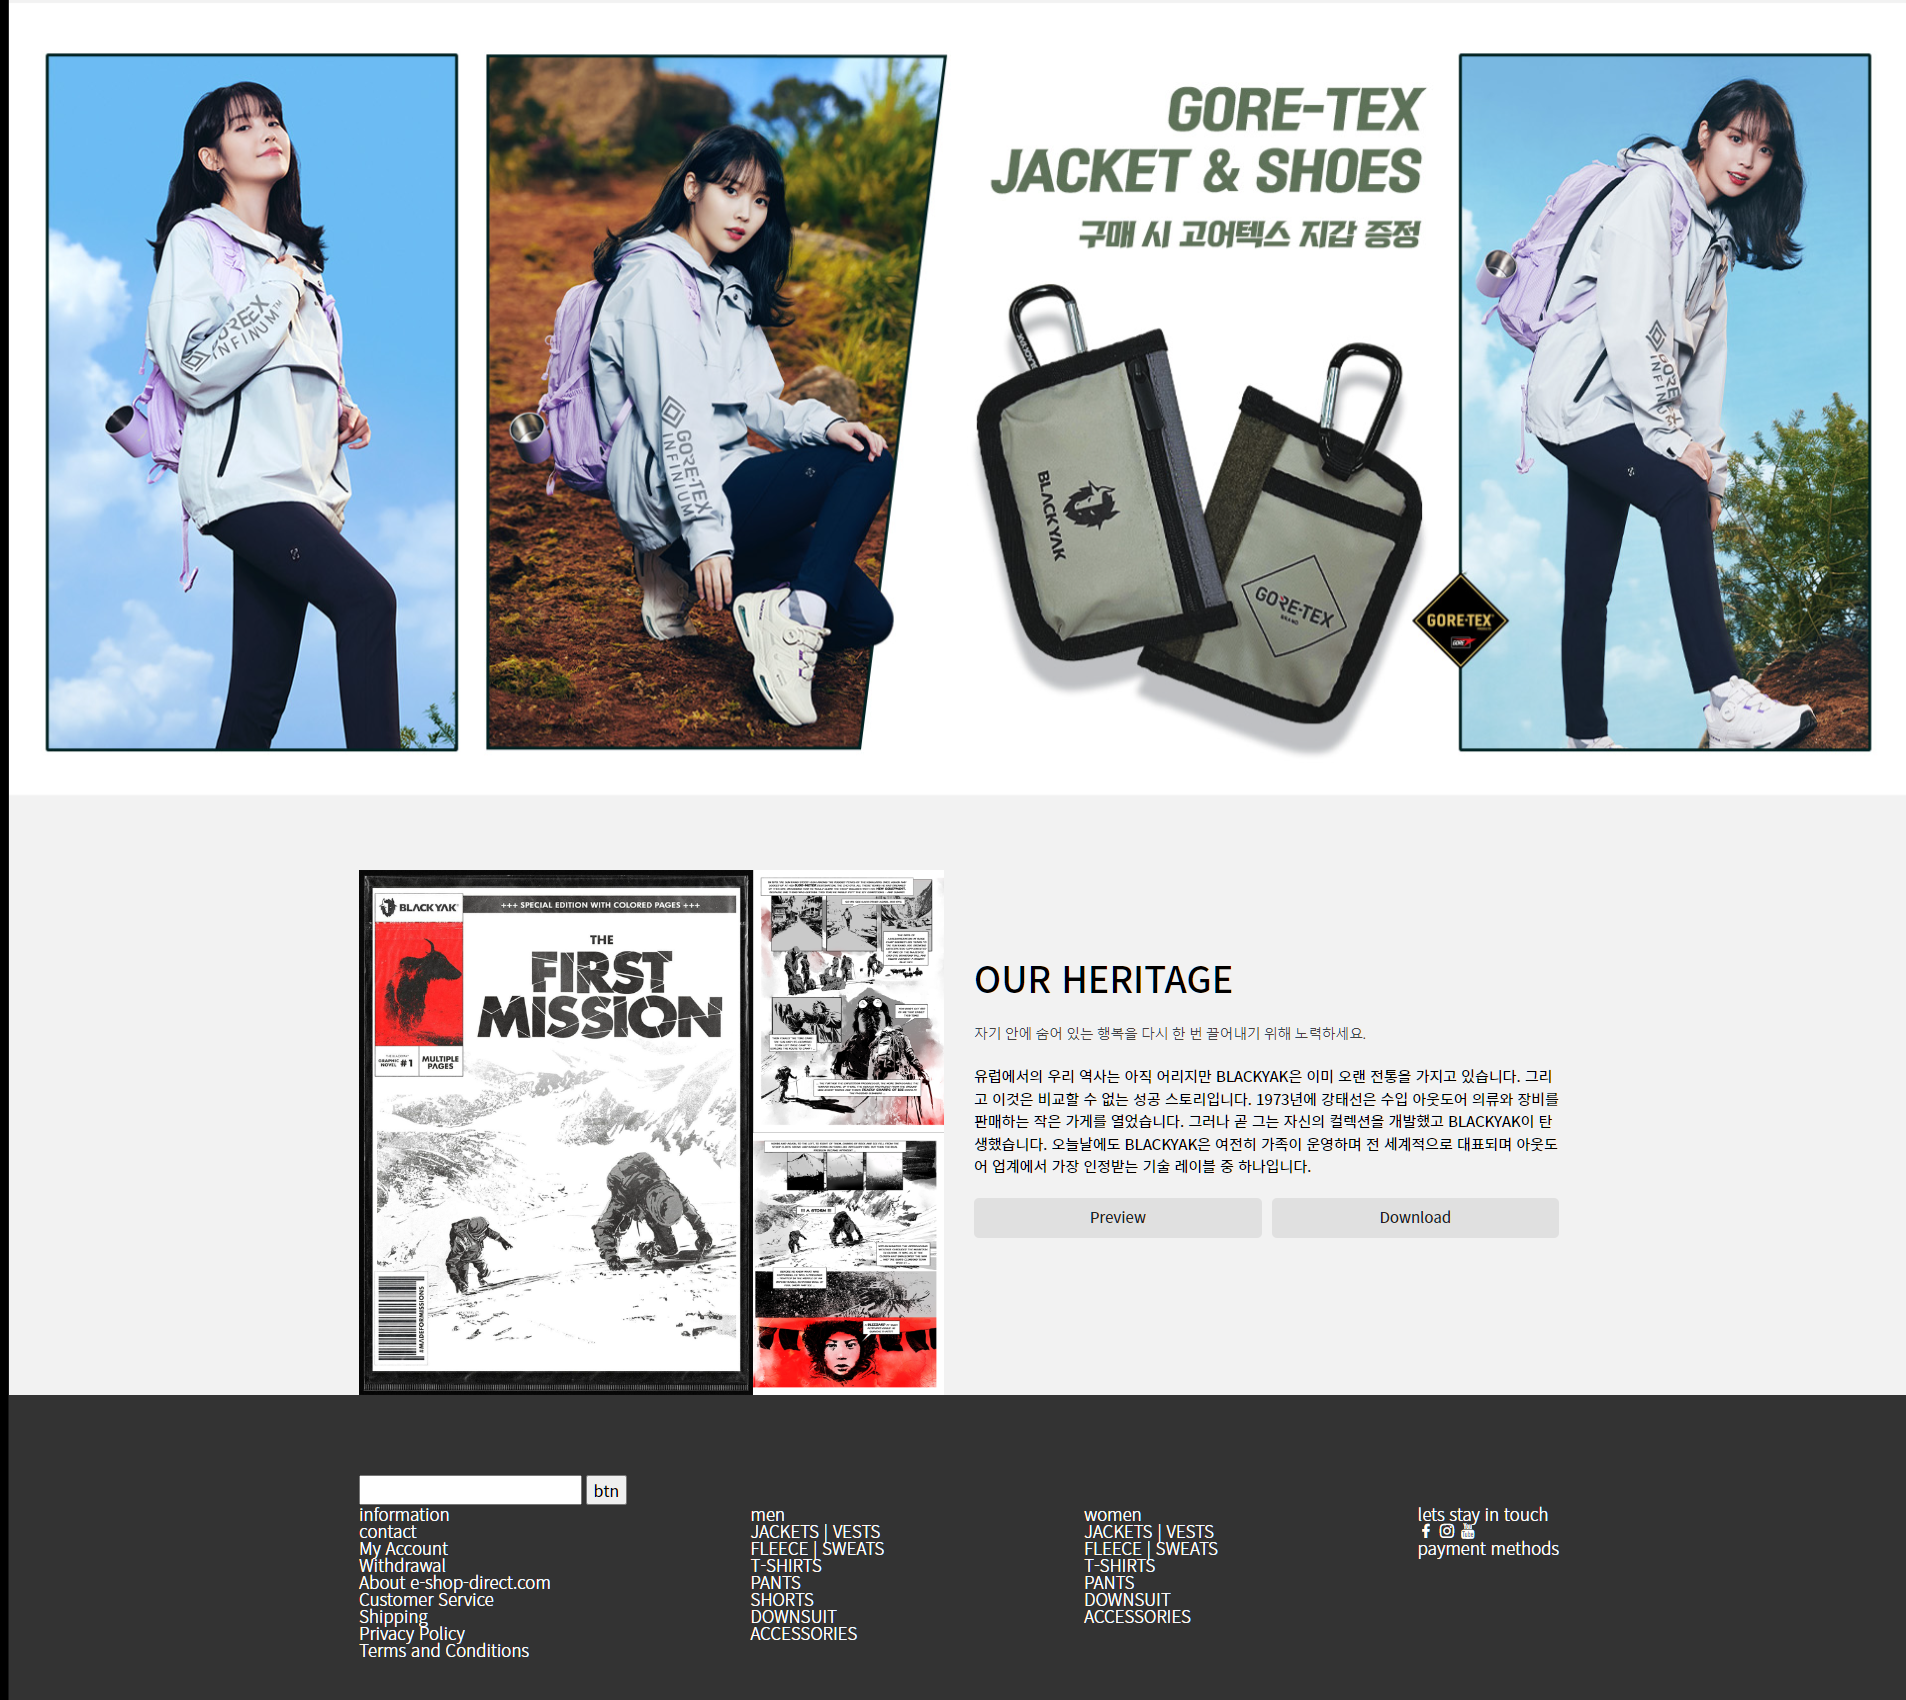 GORE-TEX
JACKET & SHOES
구매 시 고어텍스 지갑 증정
INFINUM™
GORE-TEX
INFINIUM
BLACKYAK
GORE-TEX
BRAND
GORE-TEX
BLACKYAK
+++ SPECIAL EDITION WITH COLORED PAGES +++
THE
FIRST
MISSION
GRAPHIC
NOVEL #1
MULTIPLE
PAGES
#MADEFORMISSIONS
OUR HERITAGE
자기 안에 숨어 있는 행복을 다시 한 번 끌어내기 위해 노력하세요.
유럽에서의 우리 역사는 아직 어리지만 BLACKYAK은 이미 오랜 전통을 가지고 있습니다. 그리
고 이것은 비교할 수 없는 성공 스토리입니다. 1973년에 강태선은 수입 아웃도어 의류와 장비를
판매하는 작은 가게를 열었습니다. 그러나 곧 그는 자신의 컬렉션을 개발했고 BLACKYAK이 탄
생했습니다. 오늘날에도 BLACKYAK은 여전히 가족이 운영하며 전 세계적으로 대표되며 아웃도
어 업계에서 가장 인정받는 기술 레이블 중 하나입니다.
Preview
Download
btn
information
contact
My Account
Withdrawal
About e-shop-direct.com
Customer Service
Shipping
Privacy Policy
Terms and Conditions
men
JACKETS | VESTS
FLEECE | SWEATS
T-SHIRTS
PANTS
SHORTS
DOWNSUIT
ACCESSORIES
women
JACKETS | VESTS
FLEECE | SWEATS
T-SHIRTS
PANTS
DOWNSUIT
ACCESSORIES
lets stay in touch
payment methods